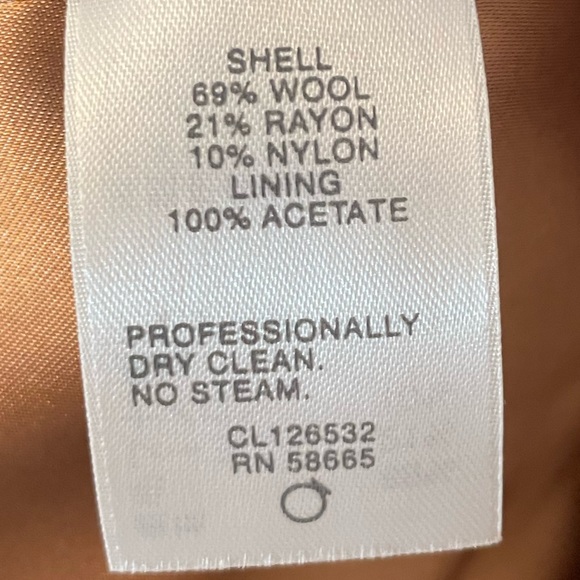 SHELL
69% WOOL
21% RAYON
10% NYLON
LINING
100% ACETATE
PROFESSIONALLY
DRY CLEAN.
NO STEAM.
CL126532
RN 58665